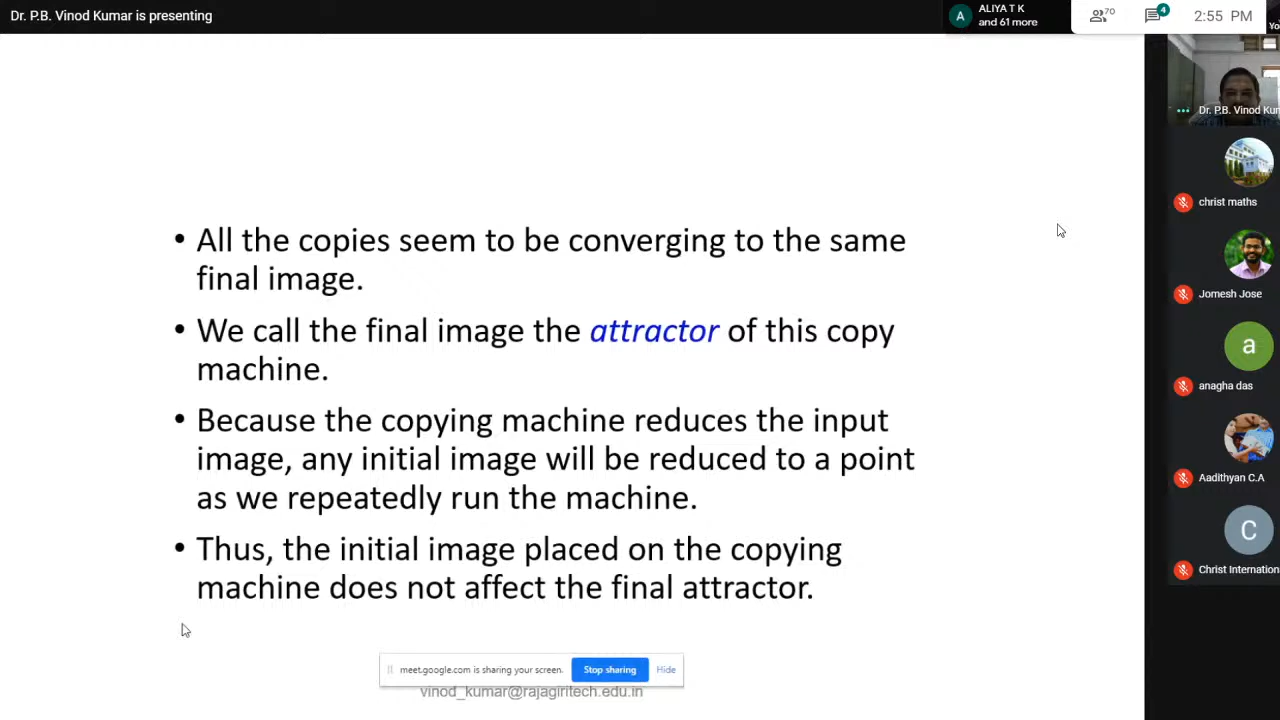 Dr. P.B. Vinod Kumar is presenting
A
ALIYA T K
and 61 more
70
4
2:55 PM
Yo
Dr. P.B. Vinod Kum
• All the copies seem to be converging to the same
final image.
• We call the final image the attractor of this copy
machine.
• Because the copying machine reduces the input
image, any initial image will be reduced to a point
as we repeatedly run the machine.
• Thus, the initial image placed on the copying
machine does not affect the final attractor.
christ maths
Jomesh Jose
a
anagha das
Aadithyan C.A
C
Christ Internation
meet.google.com is sharing your screen.
Stop sharing
Hide
vinod_kumar@rajagiritech.edu.in